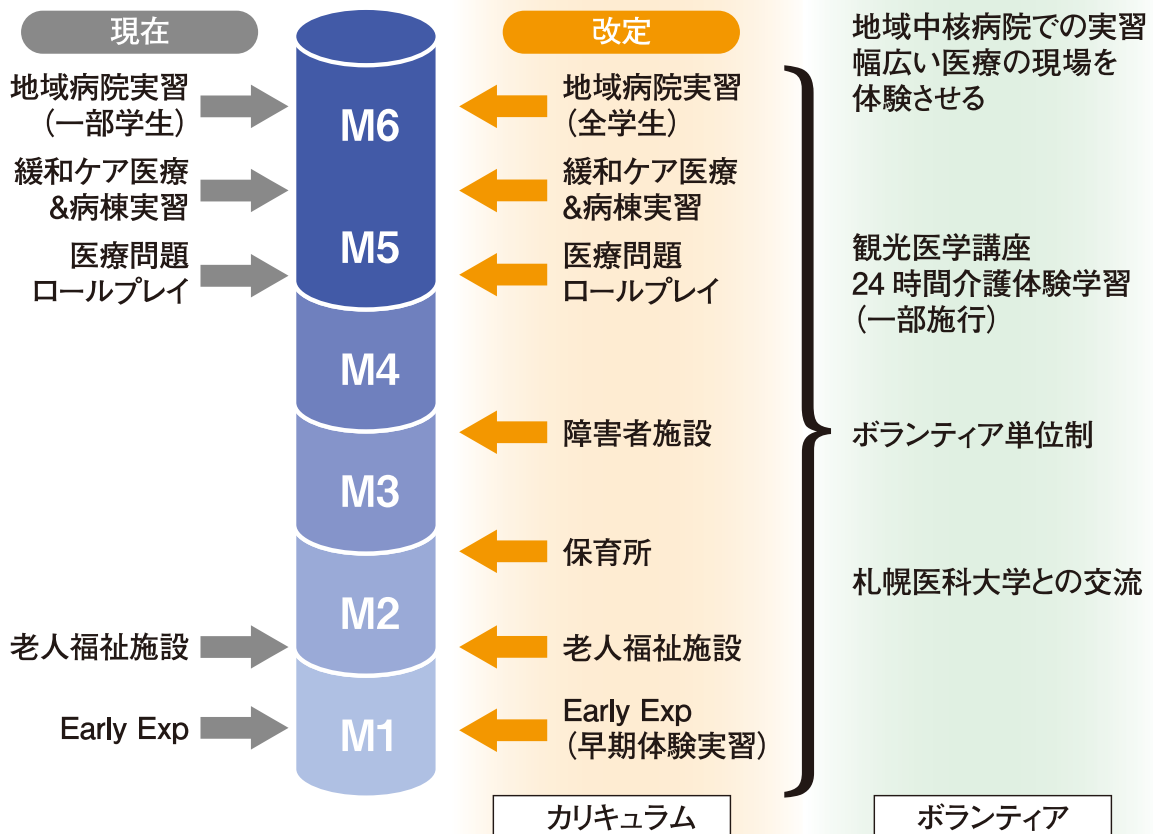 現在
地域病院実習
（一部学生）
緩和ケア医療
&病棟実習
医療問題
ロールプレイ
老人福祉施設
Early Exp
M6
M5
M4
M3
M2
M1
改定
地域病院実習
（全学生）
緩和ケア医療
&病棟実習
医療問題
ロールプレイ
障害者施設
保育所
老人福祉施設
Early Exp
（早期体験実習）
カリキュラム
地域中核病院での実習
幅広い医療の現場を
体験させる
観光医学講座
24時間介護体験学習
（一部施行）
ボランティア単位制
札幌医科大学との交流
ボランティア